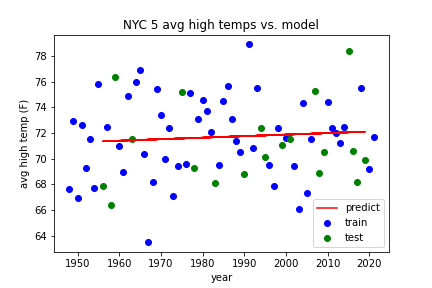 NYC 5 avg high temps vs. model
avg high temp (F)
78
76
74
72
70
68
66
64
1950 1960 1970 1980 1990 2000 2010 2020
year
predict
train
test